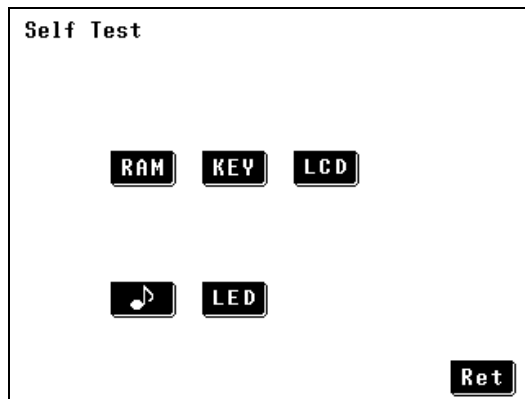 Self Test
RAM KEY LCD
♪ LED
Ret